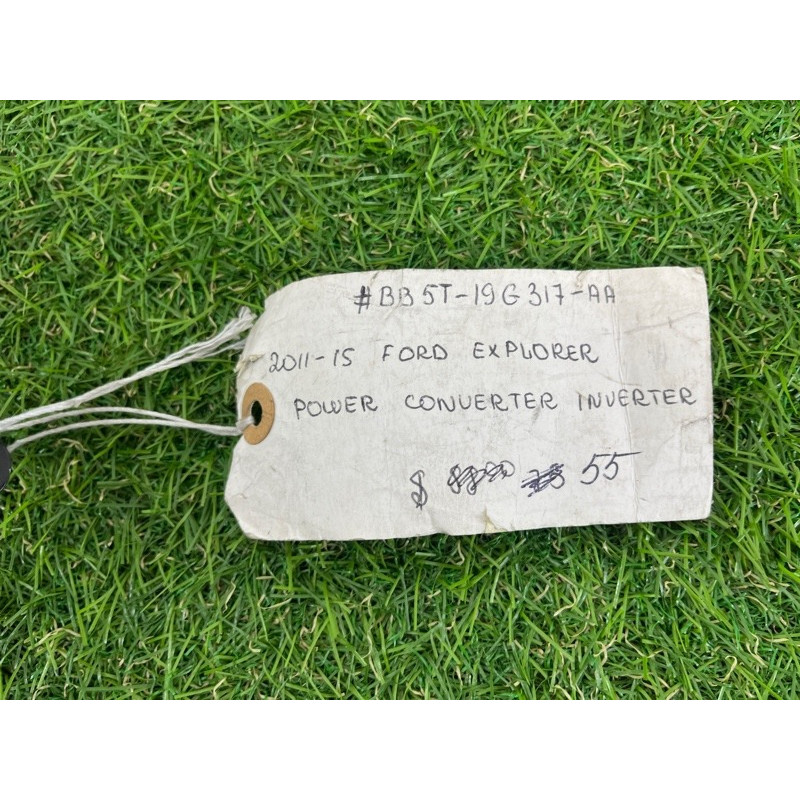 #BB5T-19G317-AA
2011-15 FORD EXPLORER
POWER CONVERTER INVERTER
$ 55